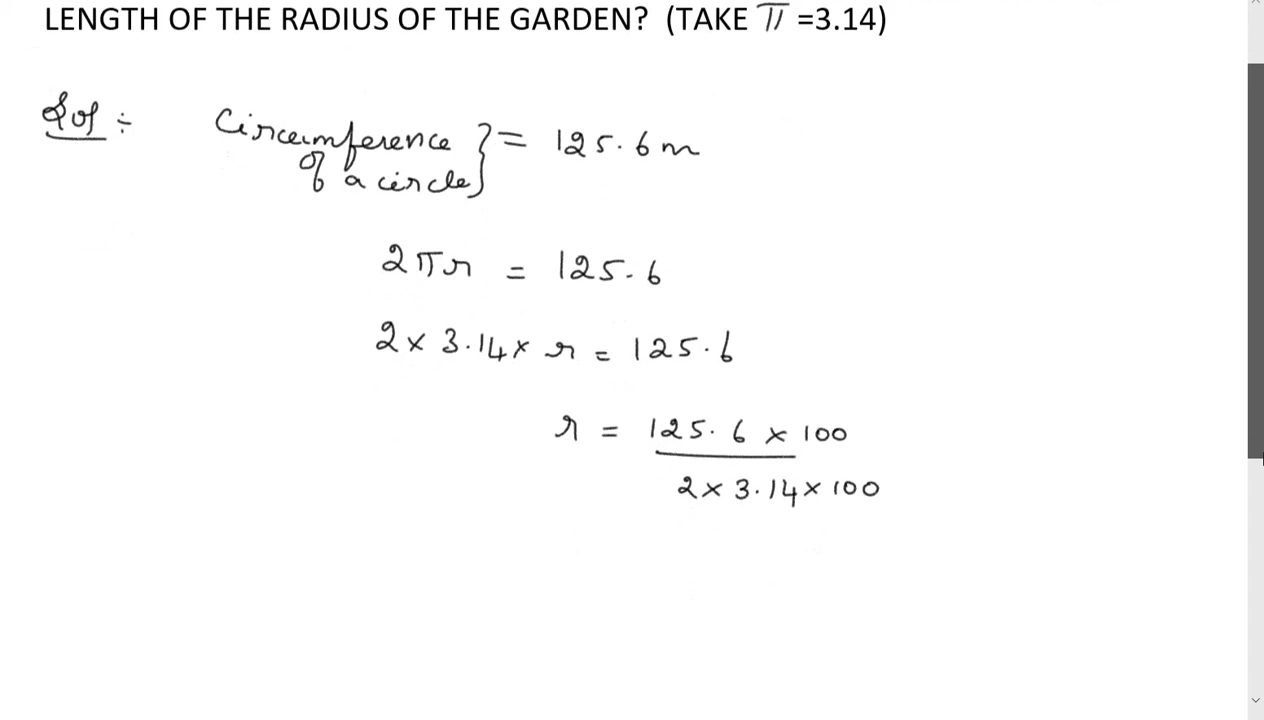 LENGTH OF THE RADIUS OF THE GARDEN? (TAKE π =3.14)
Sol ÷ Circumference } = 125.6 m
of a circle
2πr = 125.6
2 × 3.14 × r = 125.6
r = 125.6 × 100
2 × 3.14 × 100